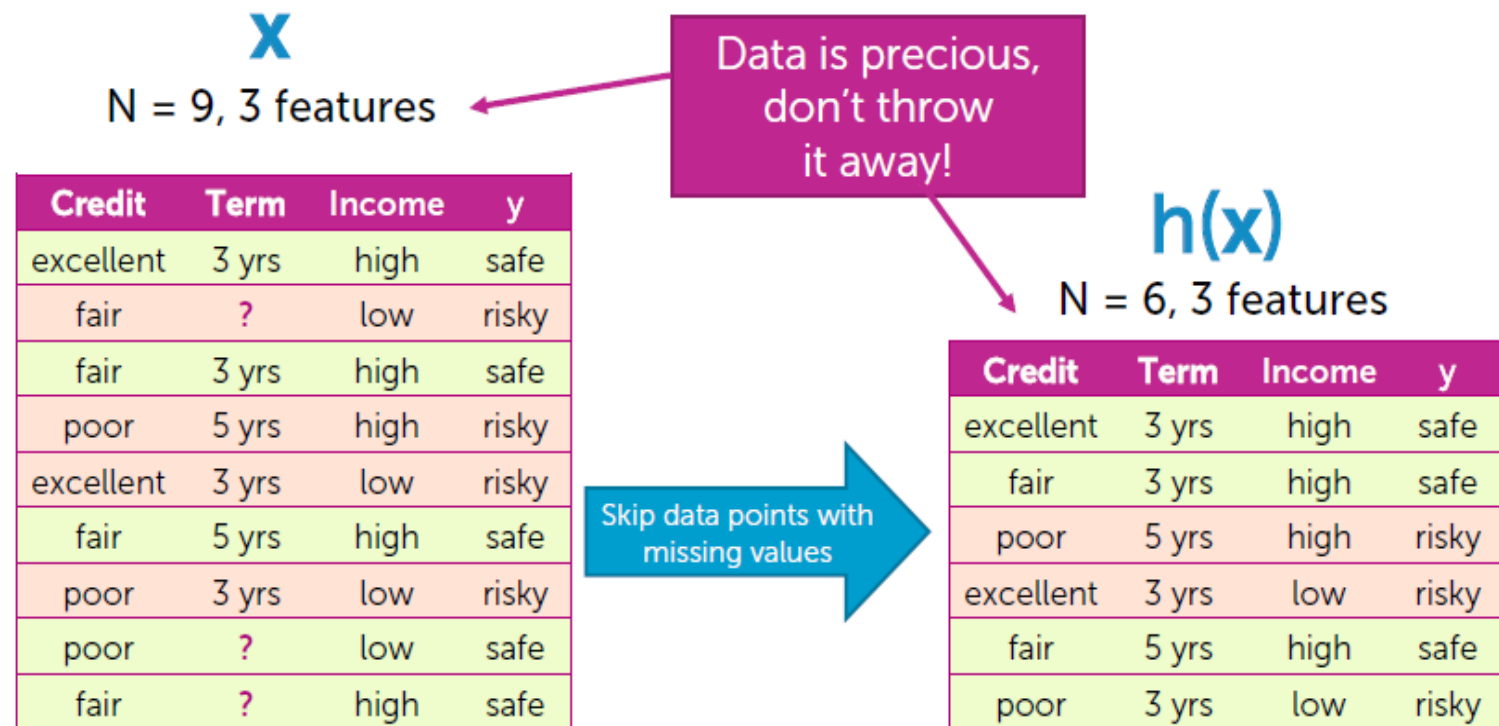 x
N = 9, 3 features
Data is precious,
don't throw
it away!
Credit Term Income y
excellent 3 yrs high safe
fair ? low risky
fair 3 yrs high safe
poor 5 yrs high risky
excellent 3 yrs low risky
fair 5 yrs high safe
poor 3 yrs low risky
poor ? low safe
fair ? high safe
Skip data points with
missing values
h(x)
N = 6, 3 features
Credit Term Income y
excellent 3 yrs high safe
fair 3 yrs high safe
poor 5 yrs high risky
excellent 3 yrs low risky
fair 5 yrs high safe
poor 3 yrs low risky